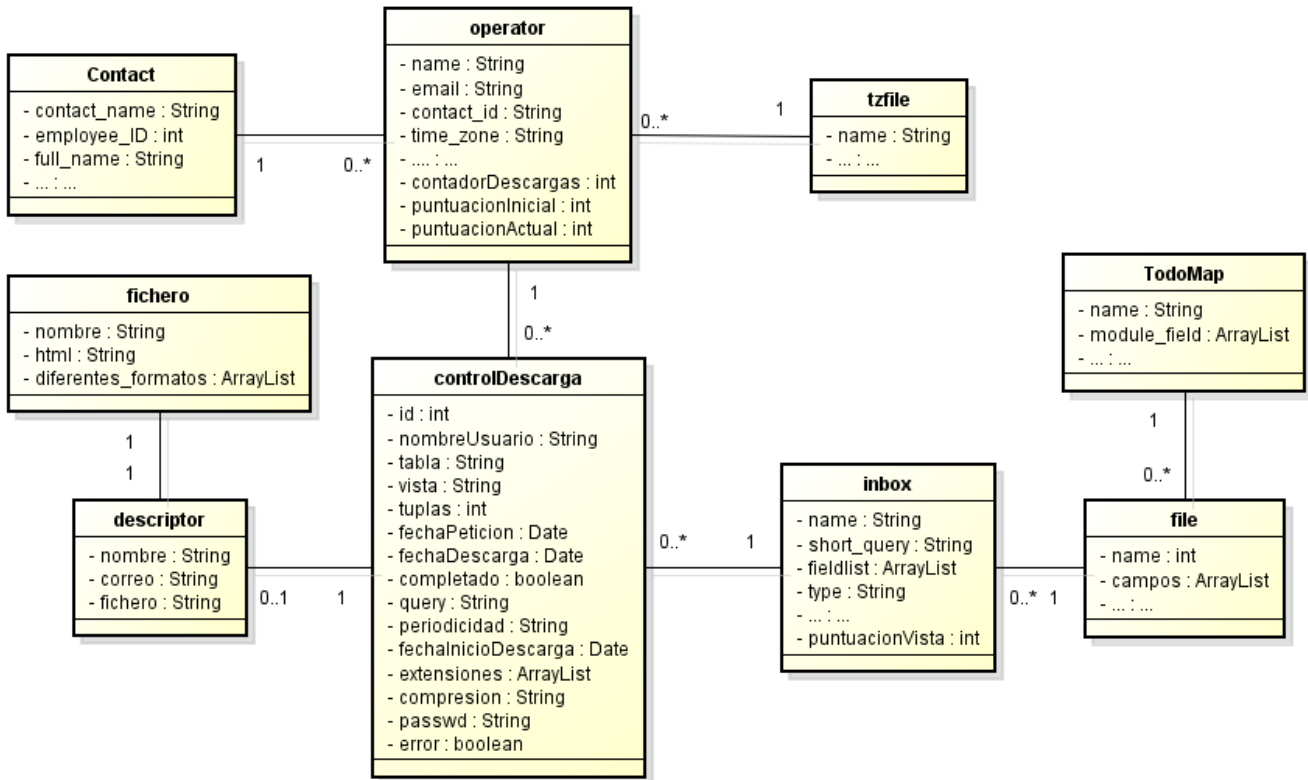 operator
- name : String
- email : String
- contact_id : String
- time_zone : String
- .... : ...
- contadorDescargas : int
- puntuacionInicial : int
- puntuacionActual : int
Contact
- contact_name : String
- employee_ID : int
- full_name : String
- ... : ...
1
0..*
0..*
1
tzfile
- name : String
- ... : ...
1
0..*
fichero
- nombre : String
- html : String
- diferentes_formatos : ArrayList
1
1
descriptor
- nombre : String
- correo : String
- fichero : String
0..1
1
controlDescarga
- id : int
- nombreUsuario : String
- tabla : String
- vista : String
- tuplas : int
- fechaPeticion : Date
- fechaDescarga : Date
- completado : boolean
- query : String
- periodicidad : String
- fechaInicioDescarga : Date
- extensiones : ArrayList
- compresion : String
- passwd : String
- error : boolean
0..*
1
inbox
- name : String
- short_query : String
- fieldlist : ArrayList
- type : String
- ... : ...
- puntuacionVista : int
0..*
1
TodoMap
- name : String
- module_field : ArrayList
- ... : ...
1
0..*
file
- name : int
- campos : ArrayList
- ... : ...